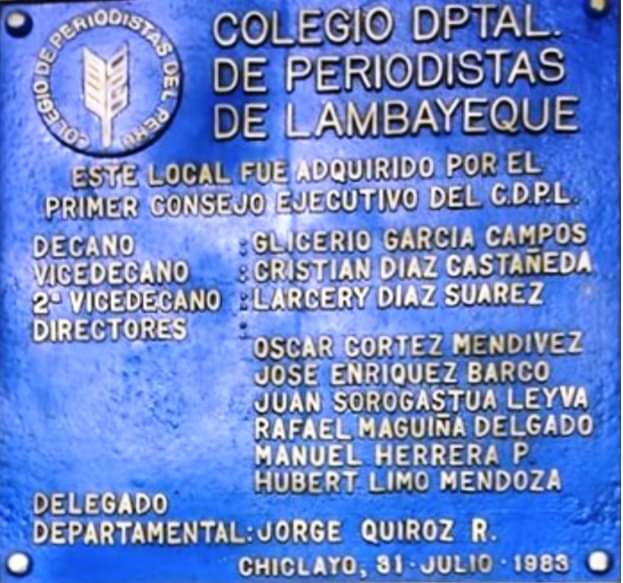 COLEGIO DE PERIODISTAS DEL PERU
COLEGIO DPTAL.
DE PERIODISTAS
DE LAMBAYEQUE
ESTE LOCAL FUE ADQUIRIDO POR EL
PRIMER CONSEJO EJECUTIVO DEL C.D.P.L.
DECANO : GLICERIO GARCIA CAMPOS
VICEDECANO : CRISTIAN DIAZ CASTAÑEDA
2º VICEDECANO : LARCERY DIAZ SUAREZ
DIRECTORES :
OSCAR CORTEZ MENDIVEZ
JOSE ENRIQUEZ BARCO
JUAN SOROGASTUA LEYVA
RAFAEL MAGUIÑA DELGADO
MANUEL HERRERA P.
HUBERT LIMO MENDOZA
DELEGADO
DEPARTAMENTAL: JORGE QUIROZ R.
CHICLAYO, 31 · JULIO · 1983